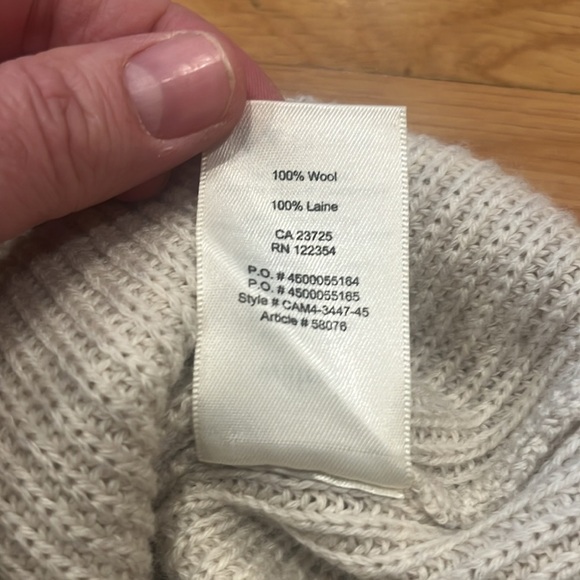 100% Wool
100% Laine
CA 23725
RN 122354
P.O. # 4500055164
P.O. # 4500055165
Style # CAM4-3447-45
Article # 58076